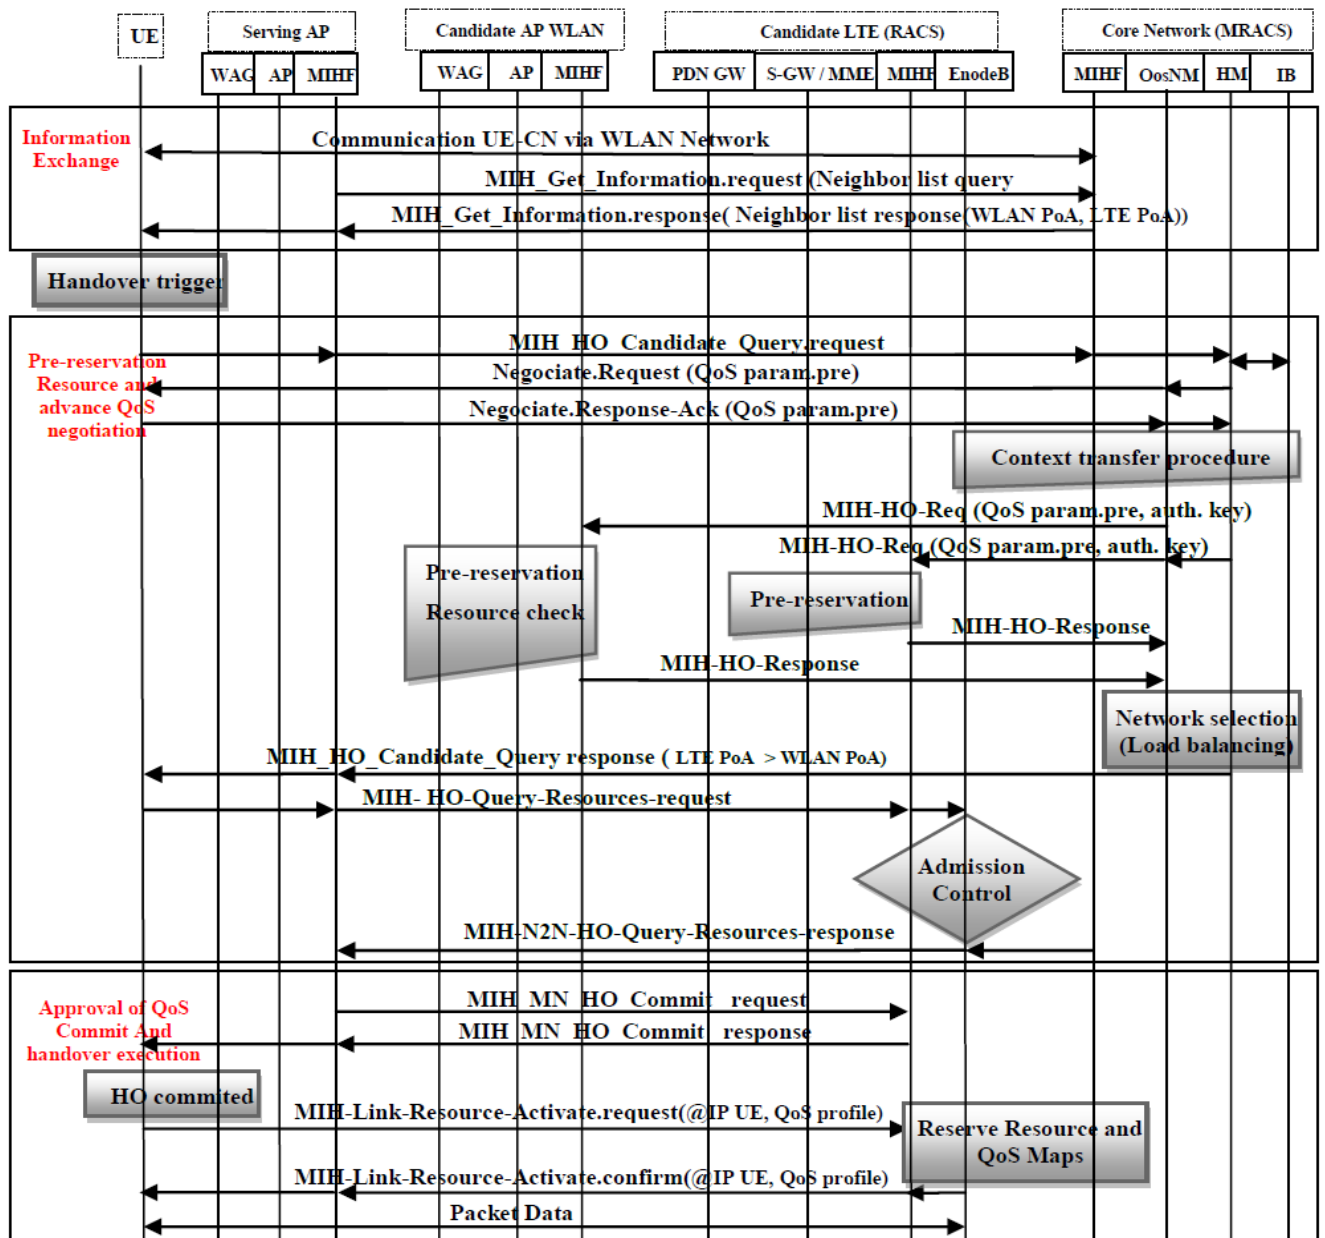 UE
Serving AP
Candidate AP WLAN
Candidate LTE (RACS)
Core Network (MRACS)
WAG AP MIHF
WAG AP MIHF
PDN GW S-GW / MME MIHF EnodeB
MIHF OosNM HM IB
Information
Exchange
Communication UE-CN via WLAN Network
MIH_Get_Information.request (Neighbor list query
MIH_Get_Information.response( Neighbor list response(WLAN PoA, LTE PoA))
Handover trigger
Pre-reservation
Resource and
advance QoS
negotiation
MIH_HO_Candidate_Query.request
Negociate.Request (QoS param.pre)
Negociate.Response-Ack (QoS param.pre)
Context transfer procedure
MIH-HO-Req (QoS param.pre, auth. key)
MIH-HO-Req (QoS param.pre, auth. key)
Pre-reservation
Resource check
Pre-reservation
MIH-HO-Response
MIH-HO-Response
Network selection
(Load balancing)
MIH_HO_Candidate_Query response ( LTE PoA > WLAN PoA)
MIH- HO-Query-Resources-request
Admission
Control
MIH-N2N-HO-Query-Resources-response
Approval of QoS
Commit And
handover execution
MIH_MN_HO_Commit_ request
MIH_MN_HO_Commit_ response
HO commited
MIH-Link-Resource-Activate.request(@IP UE, QoS profile)
Reserve Resource and
QoS Maps
MIH-Link-Resource-Activate.confirm(@IP UE, QoS profile)
Packet Data